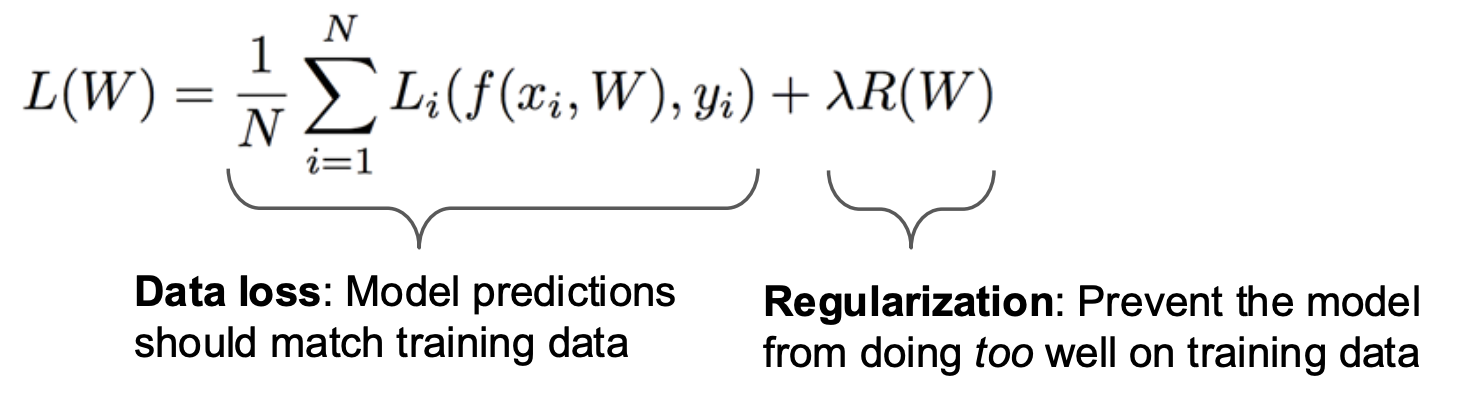 L(W) = \frac{1}{N} \sum_{i=1}^{N} L_i(f(x_i, W), y_i) + λR(W)
Data loss: Model predictions
should match training data
Regularization: Prevent the model
from doing too well on training data